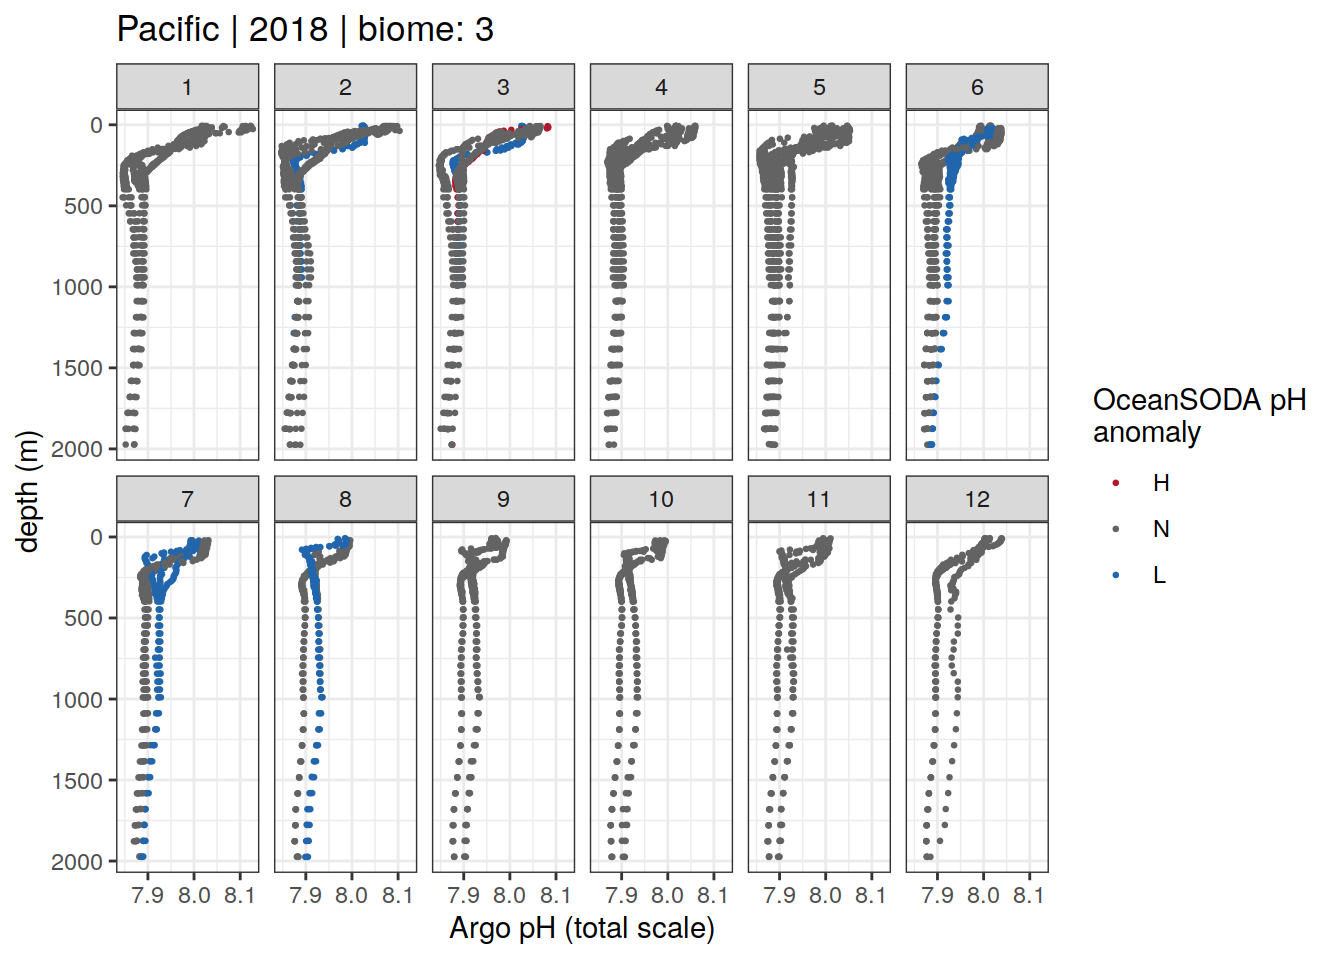 Pacific | 2018 | biome: 3
1 2 3 4 5 6
0
500
1000
1500
2000
7 8 9 10 11 12
0
500
1000
1500
2000
7.9 8.0 8.1 7.9 8.0 8.1 7.9 8.0 8.1 7.9 8.0 8.1 7.9 8.0 8.1 7.9 8.0 8.1
Argo pH (total scale)
depth (m)
OceanSODA pH
anomaly
H
N
L